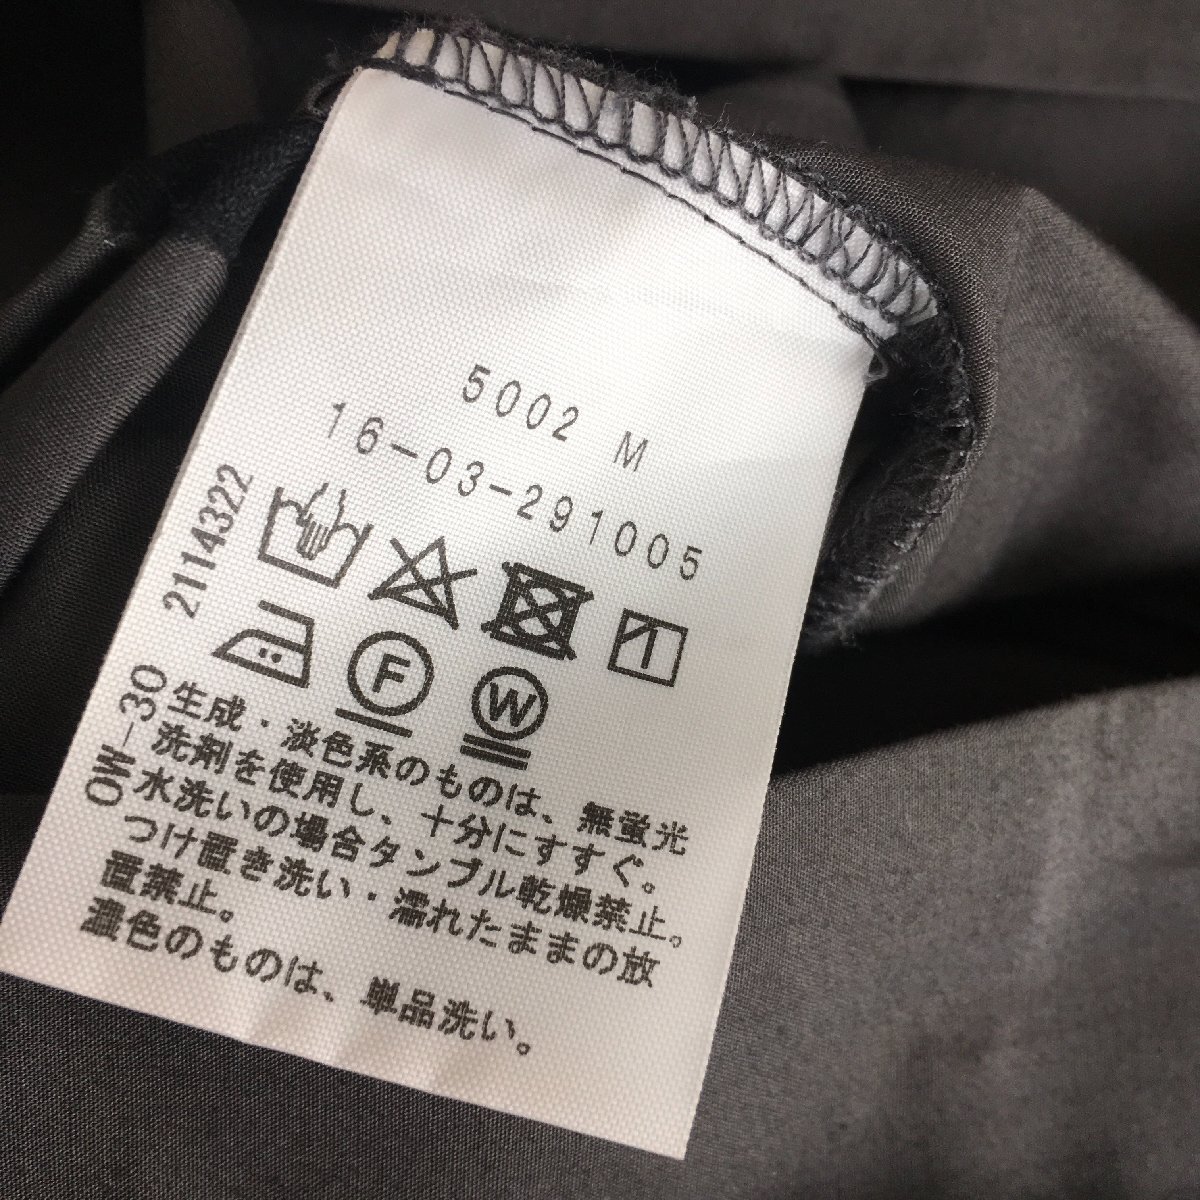 5002 M
16-03-291005
2114322
F
W
OW-30
生成・淡色系のものは、無蛍光
洗剤を使用し、十分にすすぐ。
水洗いの場合タンブル乾燥禁止。
つけ置き洗い・濡れたままの放
置禁止。
濃色のものは、単品洗い。